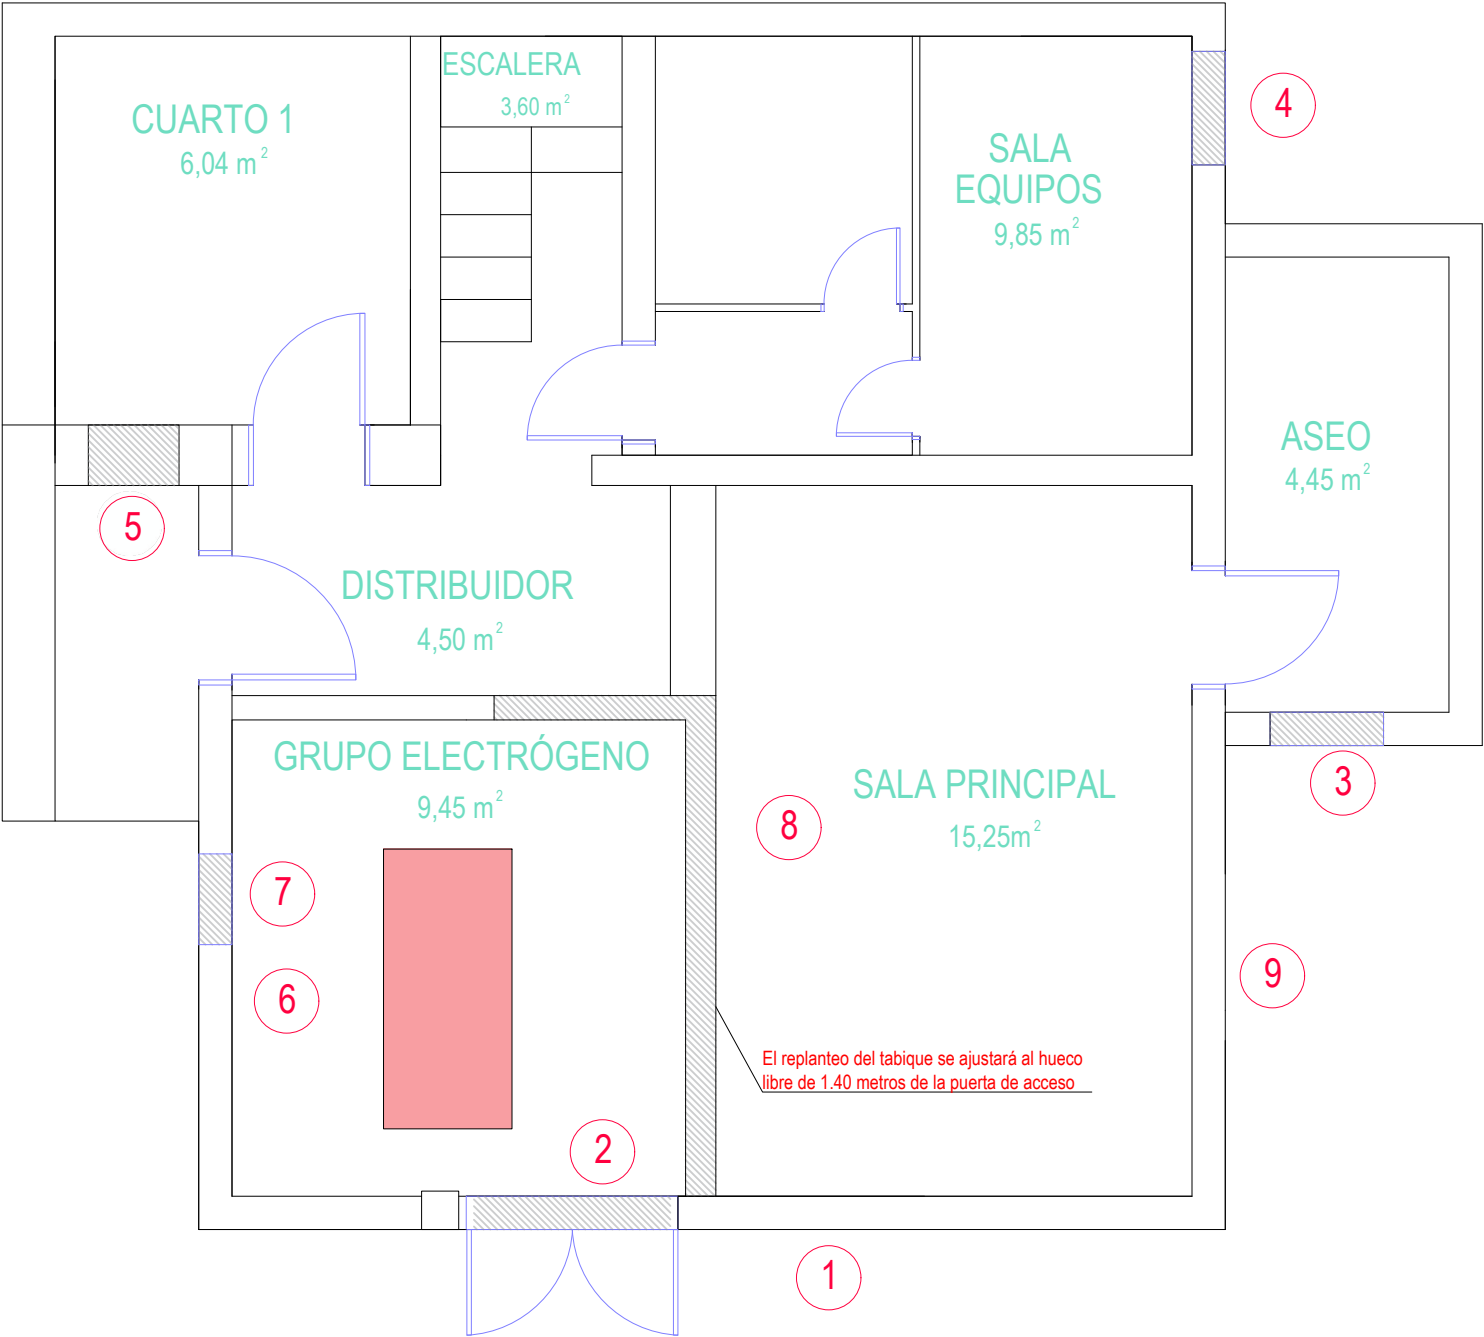 ESCALERA
3,60 m²
CUARTO 1
6,04 m²
4
SALA
EQUIPOS
9,85 m²
ASEO
4,45 m²
5
DISTRIBUIDOR
4,50 m²
GRUPO ELECTRÓGENO
9,45 m²
SALA PRINCIPAL
15,25m²
3
8
7
6
9
El replanteo del tabique se ajustará al hueco
libre de 1.40 metros de la puerta de acceso
2
1